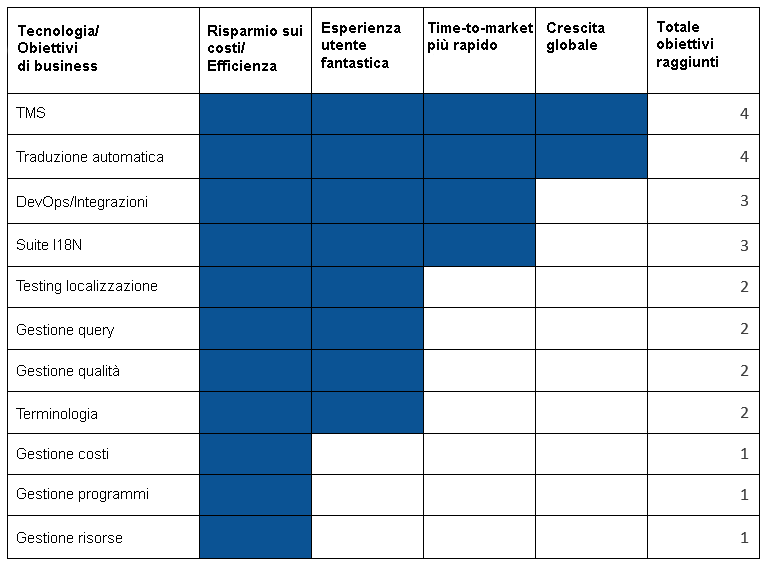 Tecnologia/
Obiettivi
di business
Risparmio sui
costi/
Efficienza
Esperienza
utente
fantastica
Time-to-market
più rapido
Crescita
globale
Totale
obiettivi
raggiunti
TMS 4
Traduzione automatica 4
DevOps/Integrazioni 3
Suite I18N 3
Testing localizzazione 2
Gestione query 2
Gestione qualità 2
Terminologia 2
Gestione costi 1
Gestione programmi 1
Gestione risorse 1